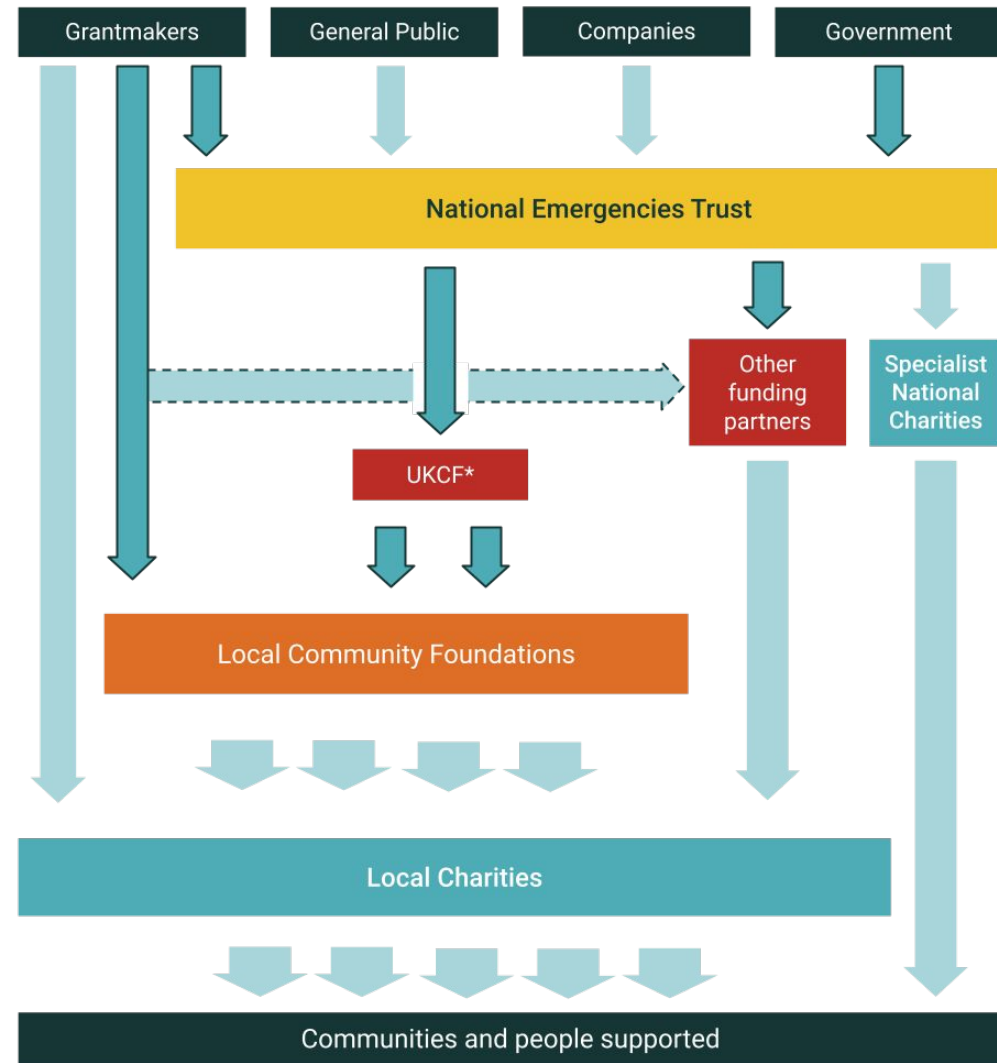 Grantmakers
General Public
Companies
Government
National Emergencies Trust
Other
funding
partners
Specialist
National
Charities
UKCF*
Local Community Foundations
Local Charities
Communities and people supported